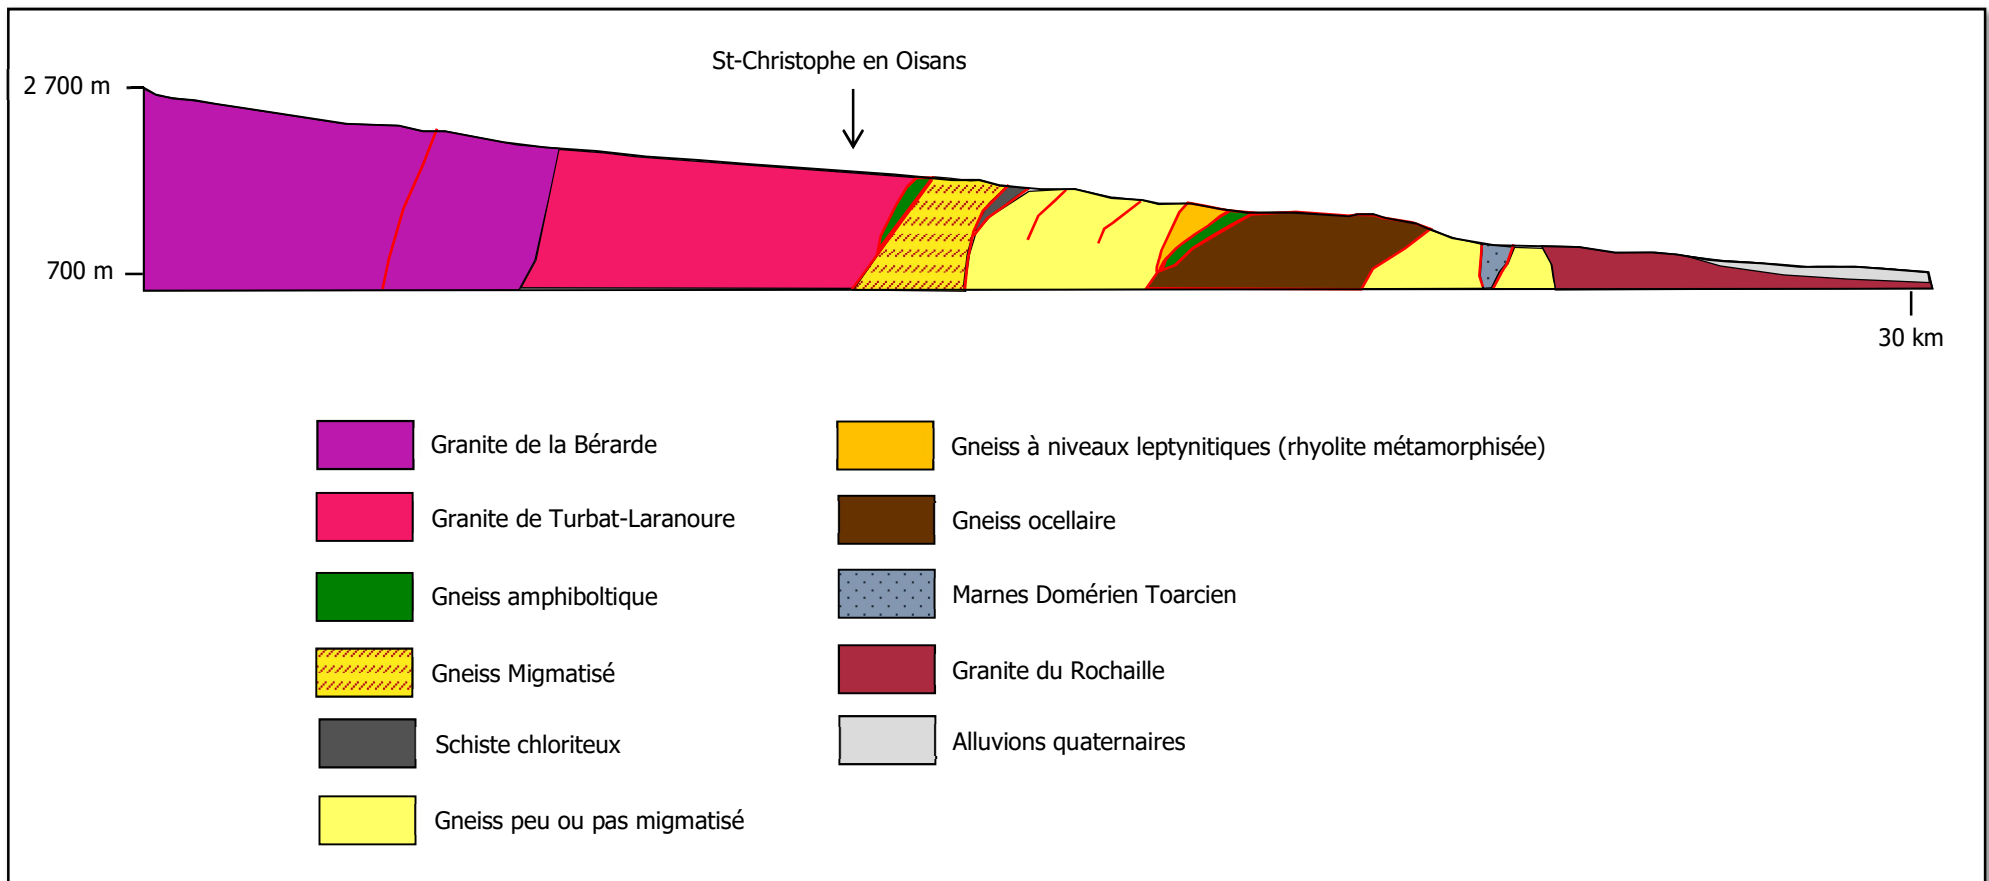 St-Christophe en Oisans
2 700 m
700 m
30 km
Granite de la Bérarde
Granite de Turbat-Laranoure
Gneiss amphiboltique
Gneiss Migmatisé
Schiste chloriteux
Gneiss peu ou pas migmatisé
Gneiss à niveaux leptynitiques (rhyolite métamorphisée)
Gneiss ocellaire
Marnes Domérien Toarcien
Granite du Rochaille
Alluvions quaternaires